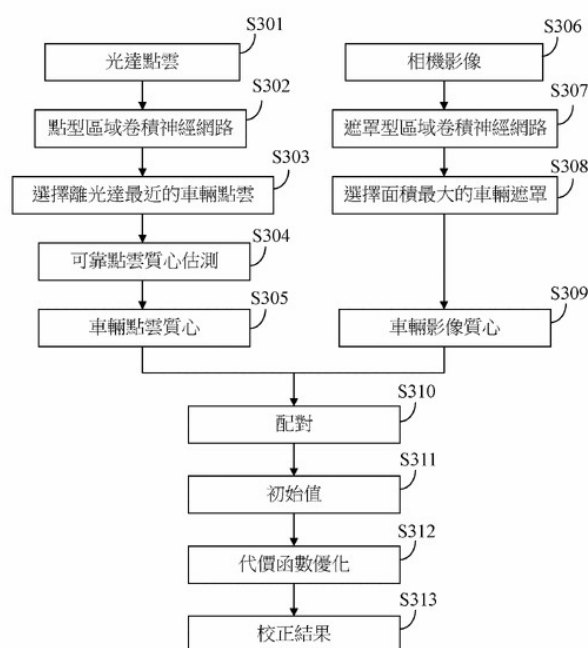 S301
光達點雲
S302
點型區域卷積神經網路
S303
選擇離光達最近的車輛點雲
S304
可靠點雲質心估測
S305
車輛點雲質心
S306
相機影像
S307
遮罩型區域卷積神經網路
S308
選擇面積最大的車輛遮罩
S309
車輛影像質心
S310
配對
S311
初始值
S312
代價函數優化
S313
校正結果